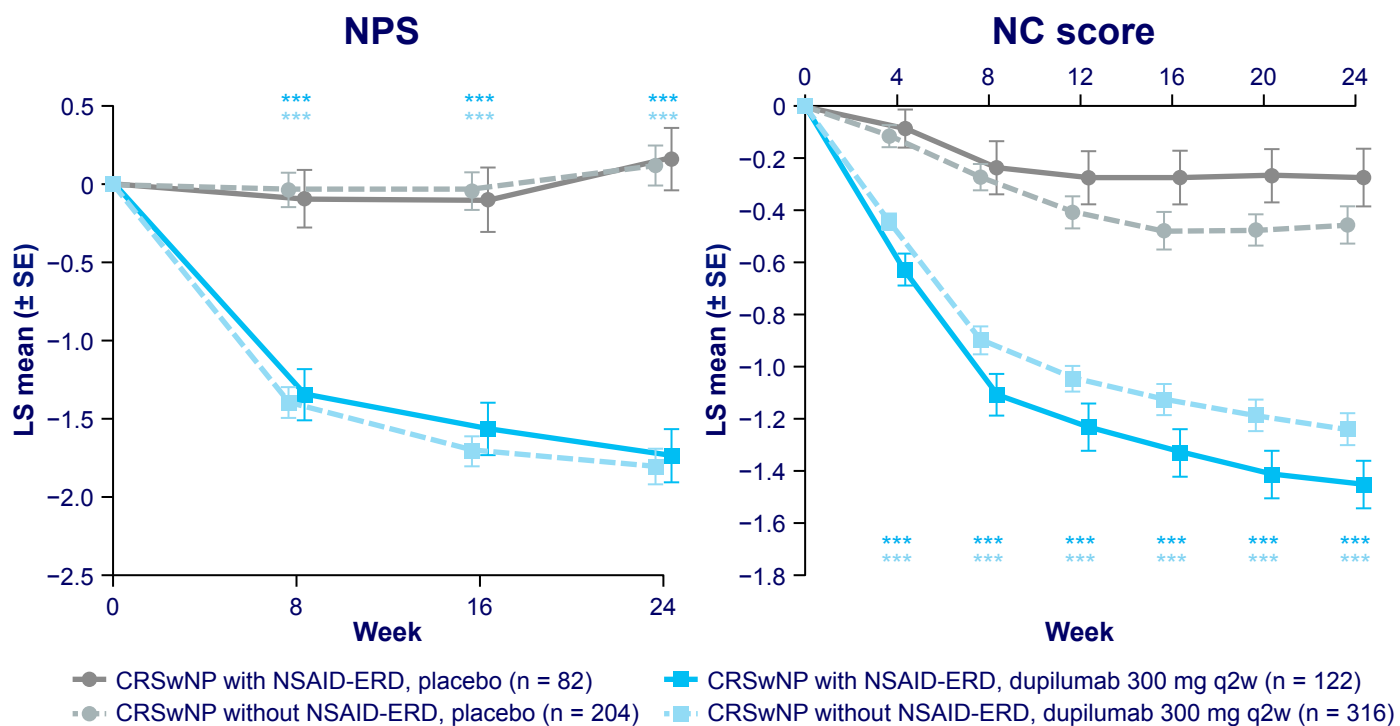 NPS
0.5
0
−0.5
−1.0
−1.5
−2.0
−2.5
LS mean (± SE)
*** *** ***
*** *** ***
0 8 16 24
Week
NC score
0 4 8 12 16 20 24
0
−0.2
−0.4
−0.6
−0.8
−1.0
−1.2
−1.4
−1.6
−1.8
LS mean (± SE)
*** *** *** *** *** ***
*** *** *** *** *** ***
Week
CRSwNP with NSAID-ERD, placebo (n = 82)
CRSwNP without NSAID-ERD, placebo (n = 204)
CRSwNP with NSAID-ERD, dupilumab 300 mg q2w (n = 122)
CRSwNP without NSAID-ERD, dupilumab 300 mg q2w (n = 316)